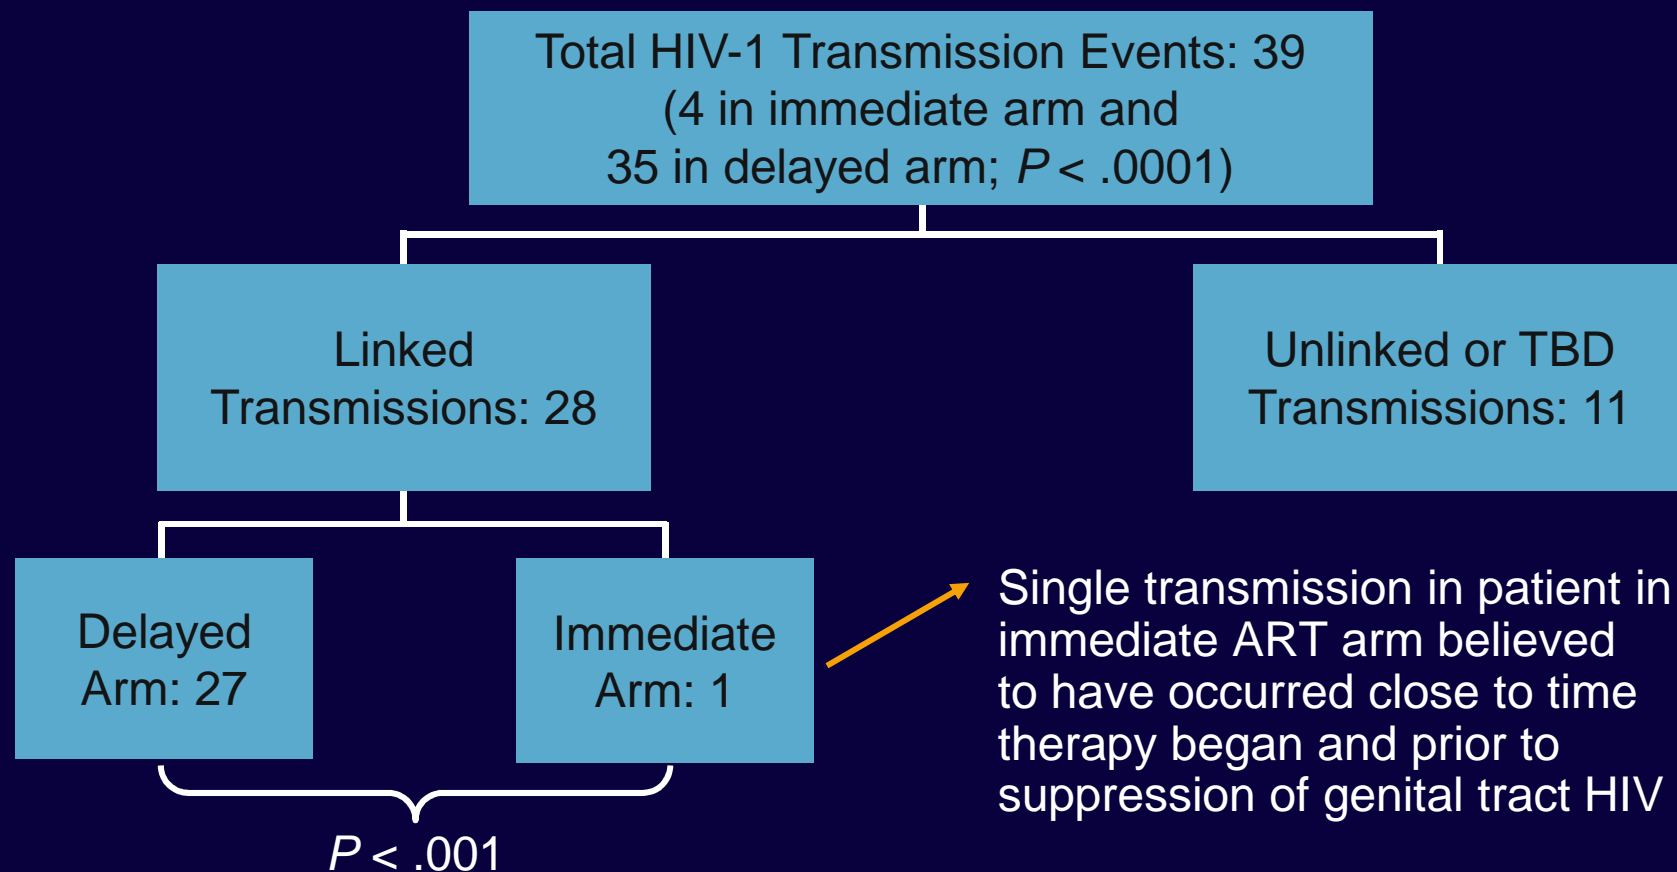 Total HIV-1 Transmission Events: 39
(4 in immediate arm and
35 in delayed arm; P < .0001)
Linked
Transmissions: 28
Unlinked or TBD
Transmissions: 11
Delayed
Arm: 27
Immediate
Arm: 1
Single transmission in patient in
immediate ART arm believed
to have occurred close to time
therapy began and prior to
suppression of genital tract HIV
P < .001